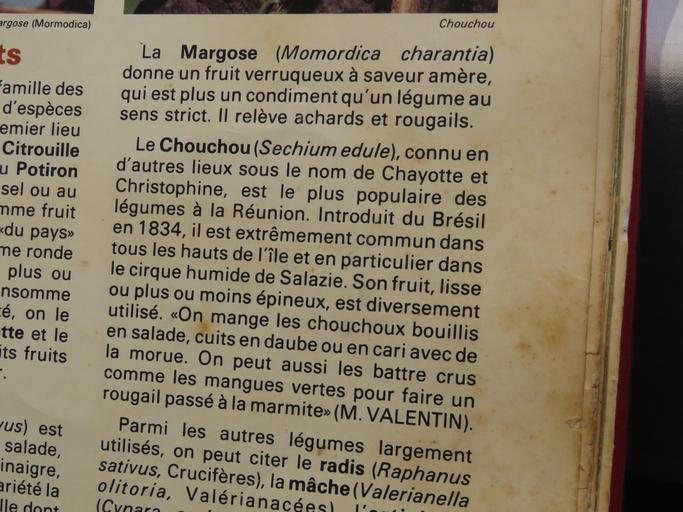 argose (Mormodica)
Chouchou
ts
famille des
d'espèces
emier lieu
Citrouille
u Potiron
sel ou au
mme fruit
«du pays»
me ronde
plus ou
nsomme
té, on le
tte et le
its fruits
r.
vus) est
salade,
inaigre,
ariété la
lle dont
La Margose (Momordica charantia)
donne un fruit verruqueux à saveur amère,
qui est plus un condiment qu'un légume au
sens strict. Il relève achards et rougails.
Le Chouchou (Sechium edule), connu en
d'autres lieux sous le nom de Chayotte et
Christophine, est le plus populaire des
légumes à la Réunion. Introduit du Brésil
en 1834, il est extrêmement commun dans
tous les hauts de l'île et en particulier dans
le cirque humide de Salazie. Son fruit, lisse
ou plus ou moins épineux, est diversement
utilisé. «On mange les chouchoux bouillis
en salade, cuits en daube ou en cari avec de
la morue. On peut aussi les battre crus
comme les mangues vertes pour faire un
rougail passé à la marmite» (M. VALENTIN).
Parmi les autres légumes largement
utilisés, on peut citer le radis (Raphanus
sativus, Crucifères), la mâche (Valerianella
olitoria, Valérianacées)
(Cynara